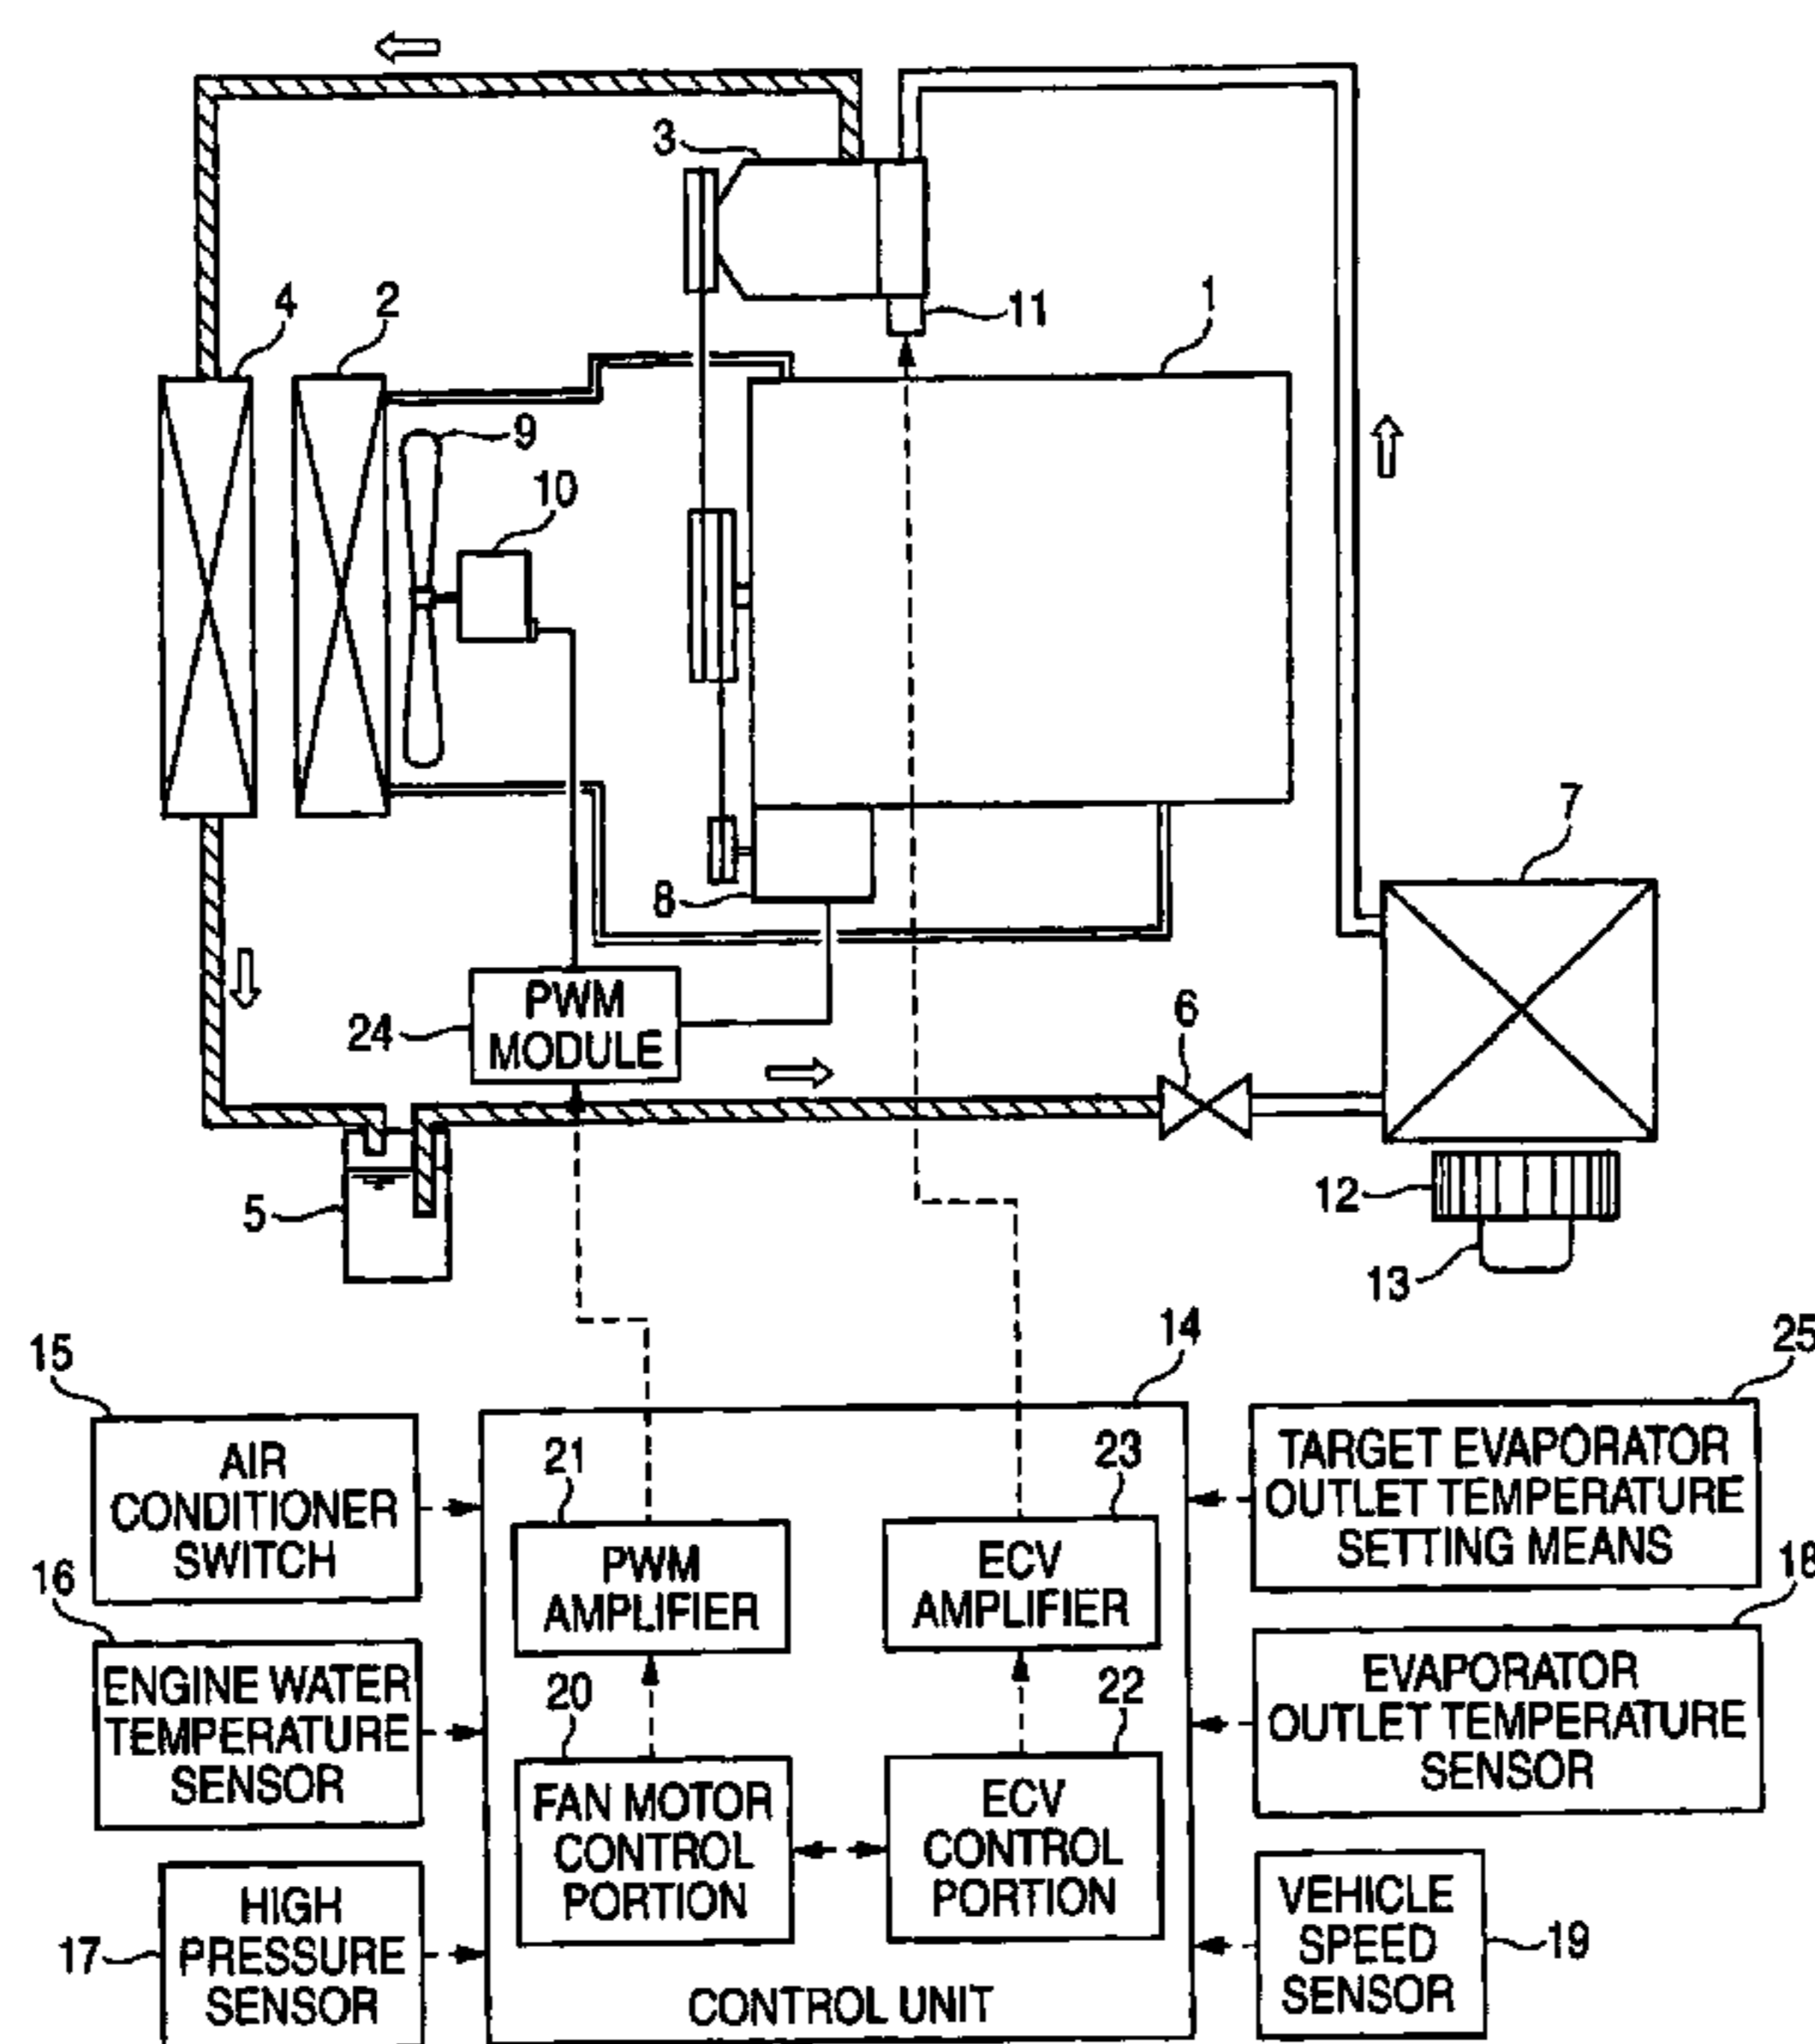 3
4
2
11
1
9
10
7
8
PWM
MODULE
24
6
5
12
13
14
15
25
AIR
CONDITIONER
SWITCH
21
PWM
AMPLIFIER
23
ECV
AMPLIFIER
TARGET EVAPORATOR
OUTLET TEMPERATURE
SETTING MEANS
16
18
ENGINE WATER
TEMPERATURE
SENSOR
20
FAN MOTOR
CONTROL
PORTION
22
ECV
CONTROL
PORTION
EVAPORATOR
OUTLET TEMPERATURE
SENSOR
17
HIGH
PRESSURE
SENSOR
CONTROL UNIT
VEHICLE
SPEED
SENSOR
19